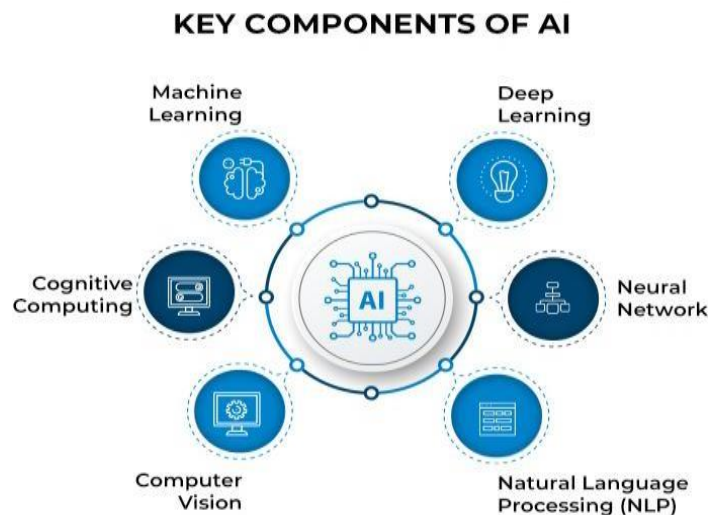 KEY COMPONENTS OF AI
Machine
Learning
Deep
Learning
Cognitive
Computing
AI
Neural
Network
Computer
Vision
Natural Language
Processing (NLP)